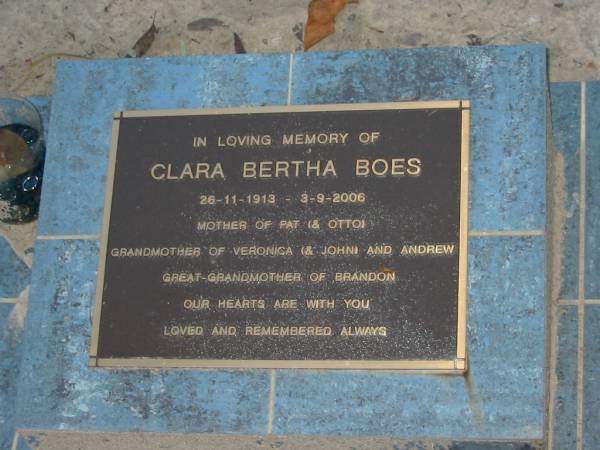 IN LOVING MEMORY OF
CLARA BERTHA BOES
26-11-1913 - 3-9-2006
MOTHER OF PAT (& OTTO)
GRANDMOTHER OF VERONICA (& JOHN) AND ANDREW
GREAT-GRANDMOTHER OF BRANDON
OUR HEARTS ARE WITH YOU
LOVED AND REMEMBERED ALWAYS